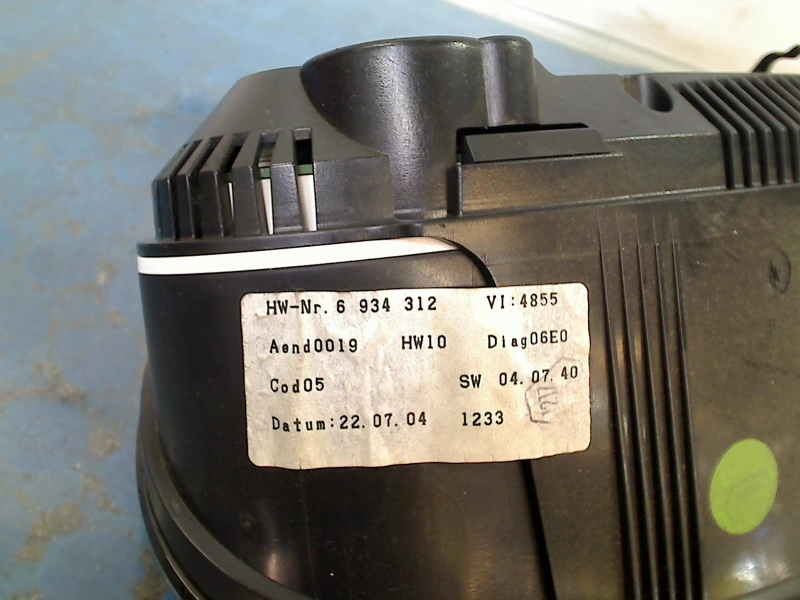 HW-Nr. 6 934 312 VI:4855
Aend0019 HW10 Diag06E0
Cod05 SW 04.07.40
Datum:22.07.04 1233